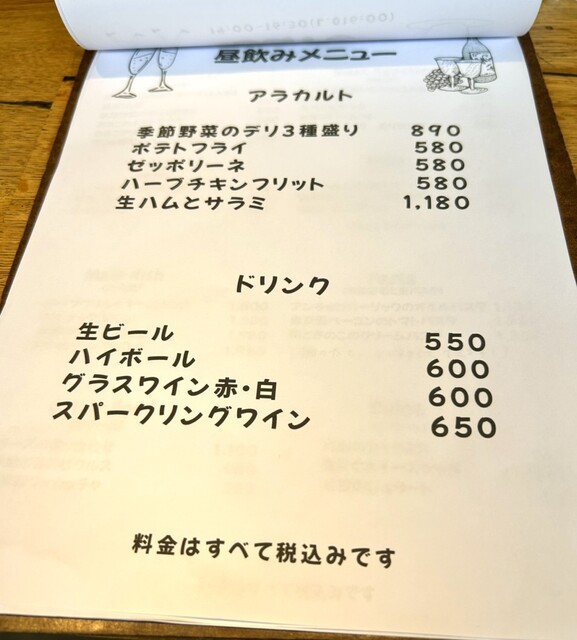 昼飲みメニュー
アラカルト
季節野菜のデリ3種盛り 890
ポテトフライ 580
ゼッポリーネ 580
ハーブチキンフリット 580
生ハムとサラミ 1,180
ドリンク
生ビール 550
ハイボール 600
グラスワイン赤・白 600
スパークリングワイン 650
料金はすべて税込みです